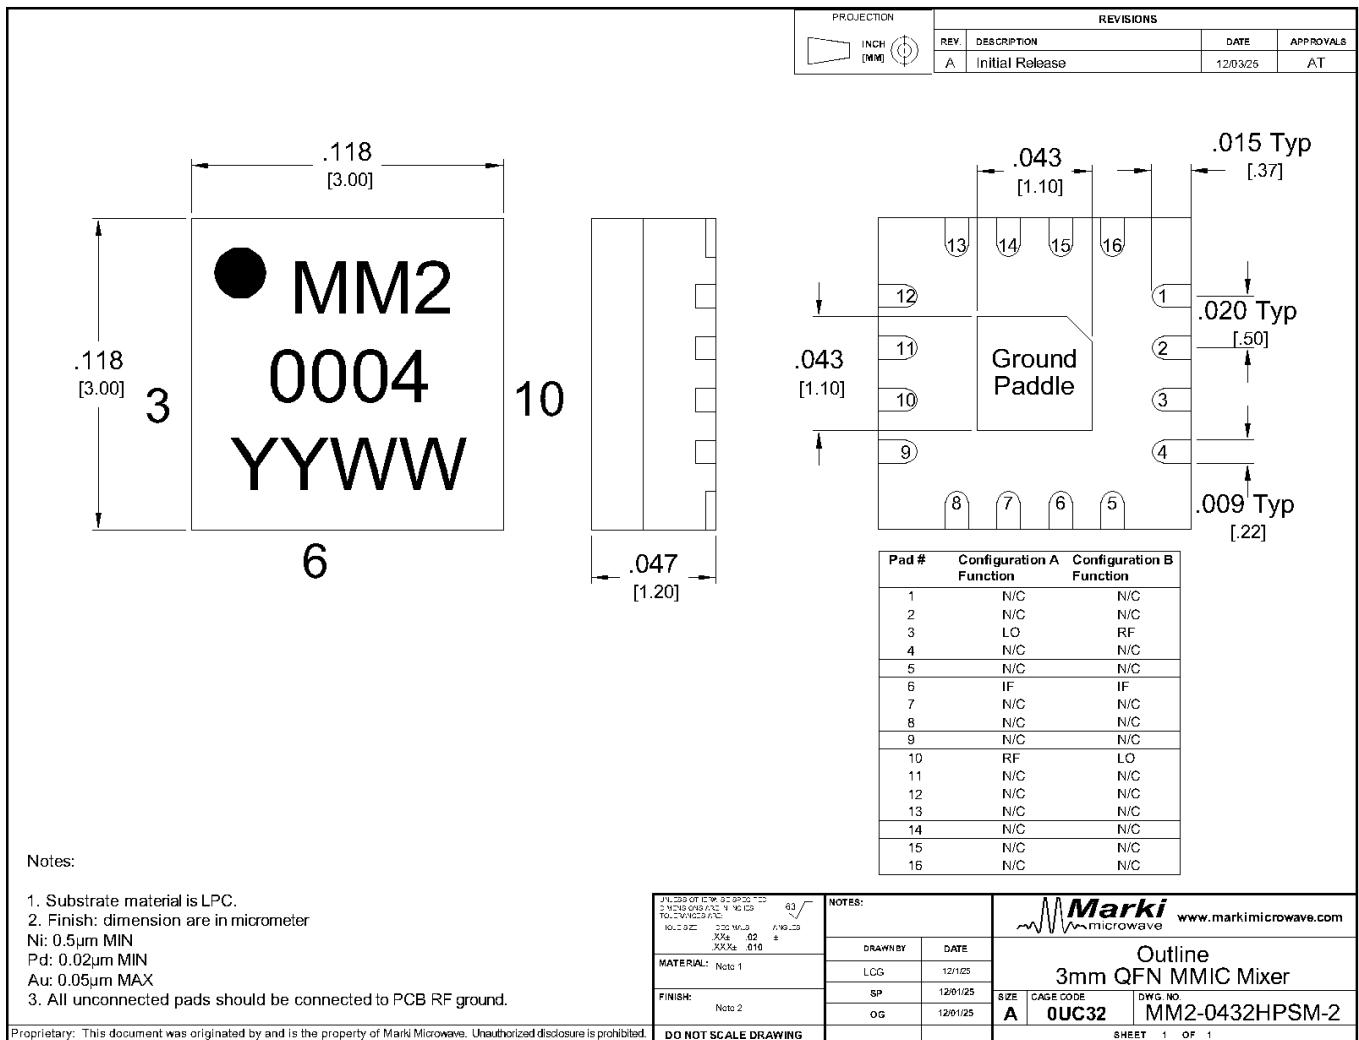 PROJECTION
INCH
[MM]
REVISIONS
REV. DESCRIPTION DATE APPROVALS
A Initial Release 12/03/25 AT
.118
[3.00]
.118
[3.00]
MM2
0004
YYWW
3
10
6
.047
[1.20]
.043
[1.10]
.015 Typ
[.37]
13 14 15 16
12 1
11 2
10 3
9 4
8 7 6 5
.043
[1.10]
Ground
Paddle
.020 Typ
[.50]
.009 Typ
[.22]
Pad # Configuration A Configuration B
Function Function
1 N/C N/C
2 N/C N/C
3 LO RF
4 N/C N/C
5 N/C N/C
6 IF IF
7 N/C N/C
8 N/C N/C
9 N/C N/C
10 RF LO
11 N/C N/C
12 N/C N/C
13 N/C N/C
14 N/C N/C
15 N/C N/C
16 N/C N/C
Notes:
1. Substrate material is LPC.
2. Finish: dimension are in micrometer
Ni: 0.5µm MIN
Pd: 0.02µm MIN
Au: 0.05µm MAX
3. All unconnected pads should be connected to PCB RF ground.
Proprietary: This document was originated by and is the property of Marki Microwave. Unauthorized disclosure is prohibited.
63
.XX± .02 ±
.XXX± .010
MATERIAL: Note 1
FINISH:
Note 2
DO NOT SCALE DRAWING
NOTES:
DRAWN BY DATE
LCG 12/1/25
SP 12/01/25
OG 12/01/25
Marki
microwave
www.markimicrowave.com
Outline
3mm QFN MMIC Mixer
SIZE CAGE CODE DWG. NO.
A 0UC32 MM2-0432HPSM-2
SHEET 1 OF 1